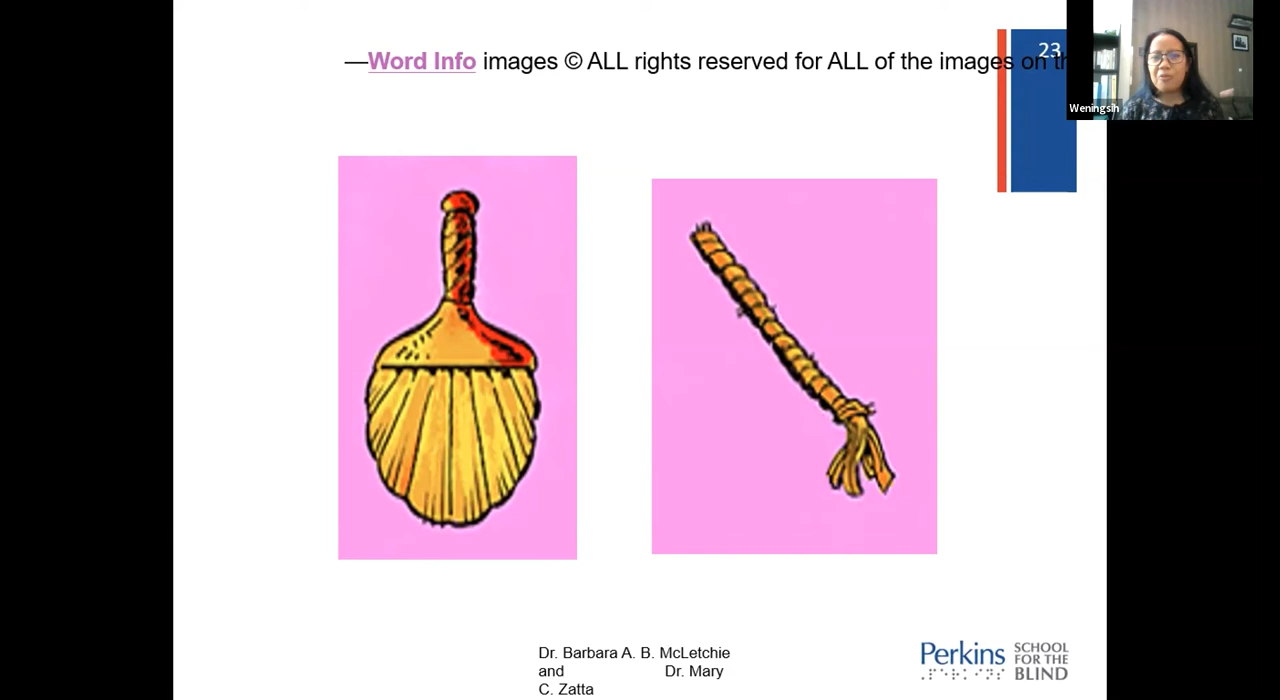 —Word Info images © ALL rights reserved for ALL of the images on th
23
Weningsih
Dr. Barbara A. B. McLetchie
and Dr. Mary
C. Zatta
Perkins SCHOOL
FOR THE
BLIND